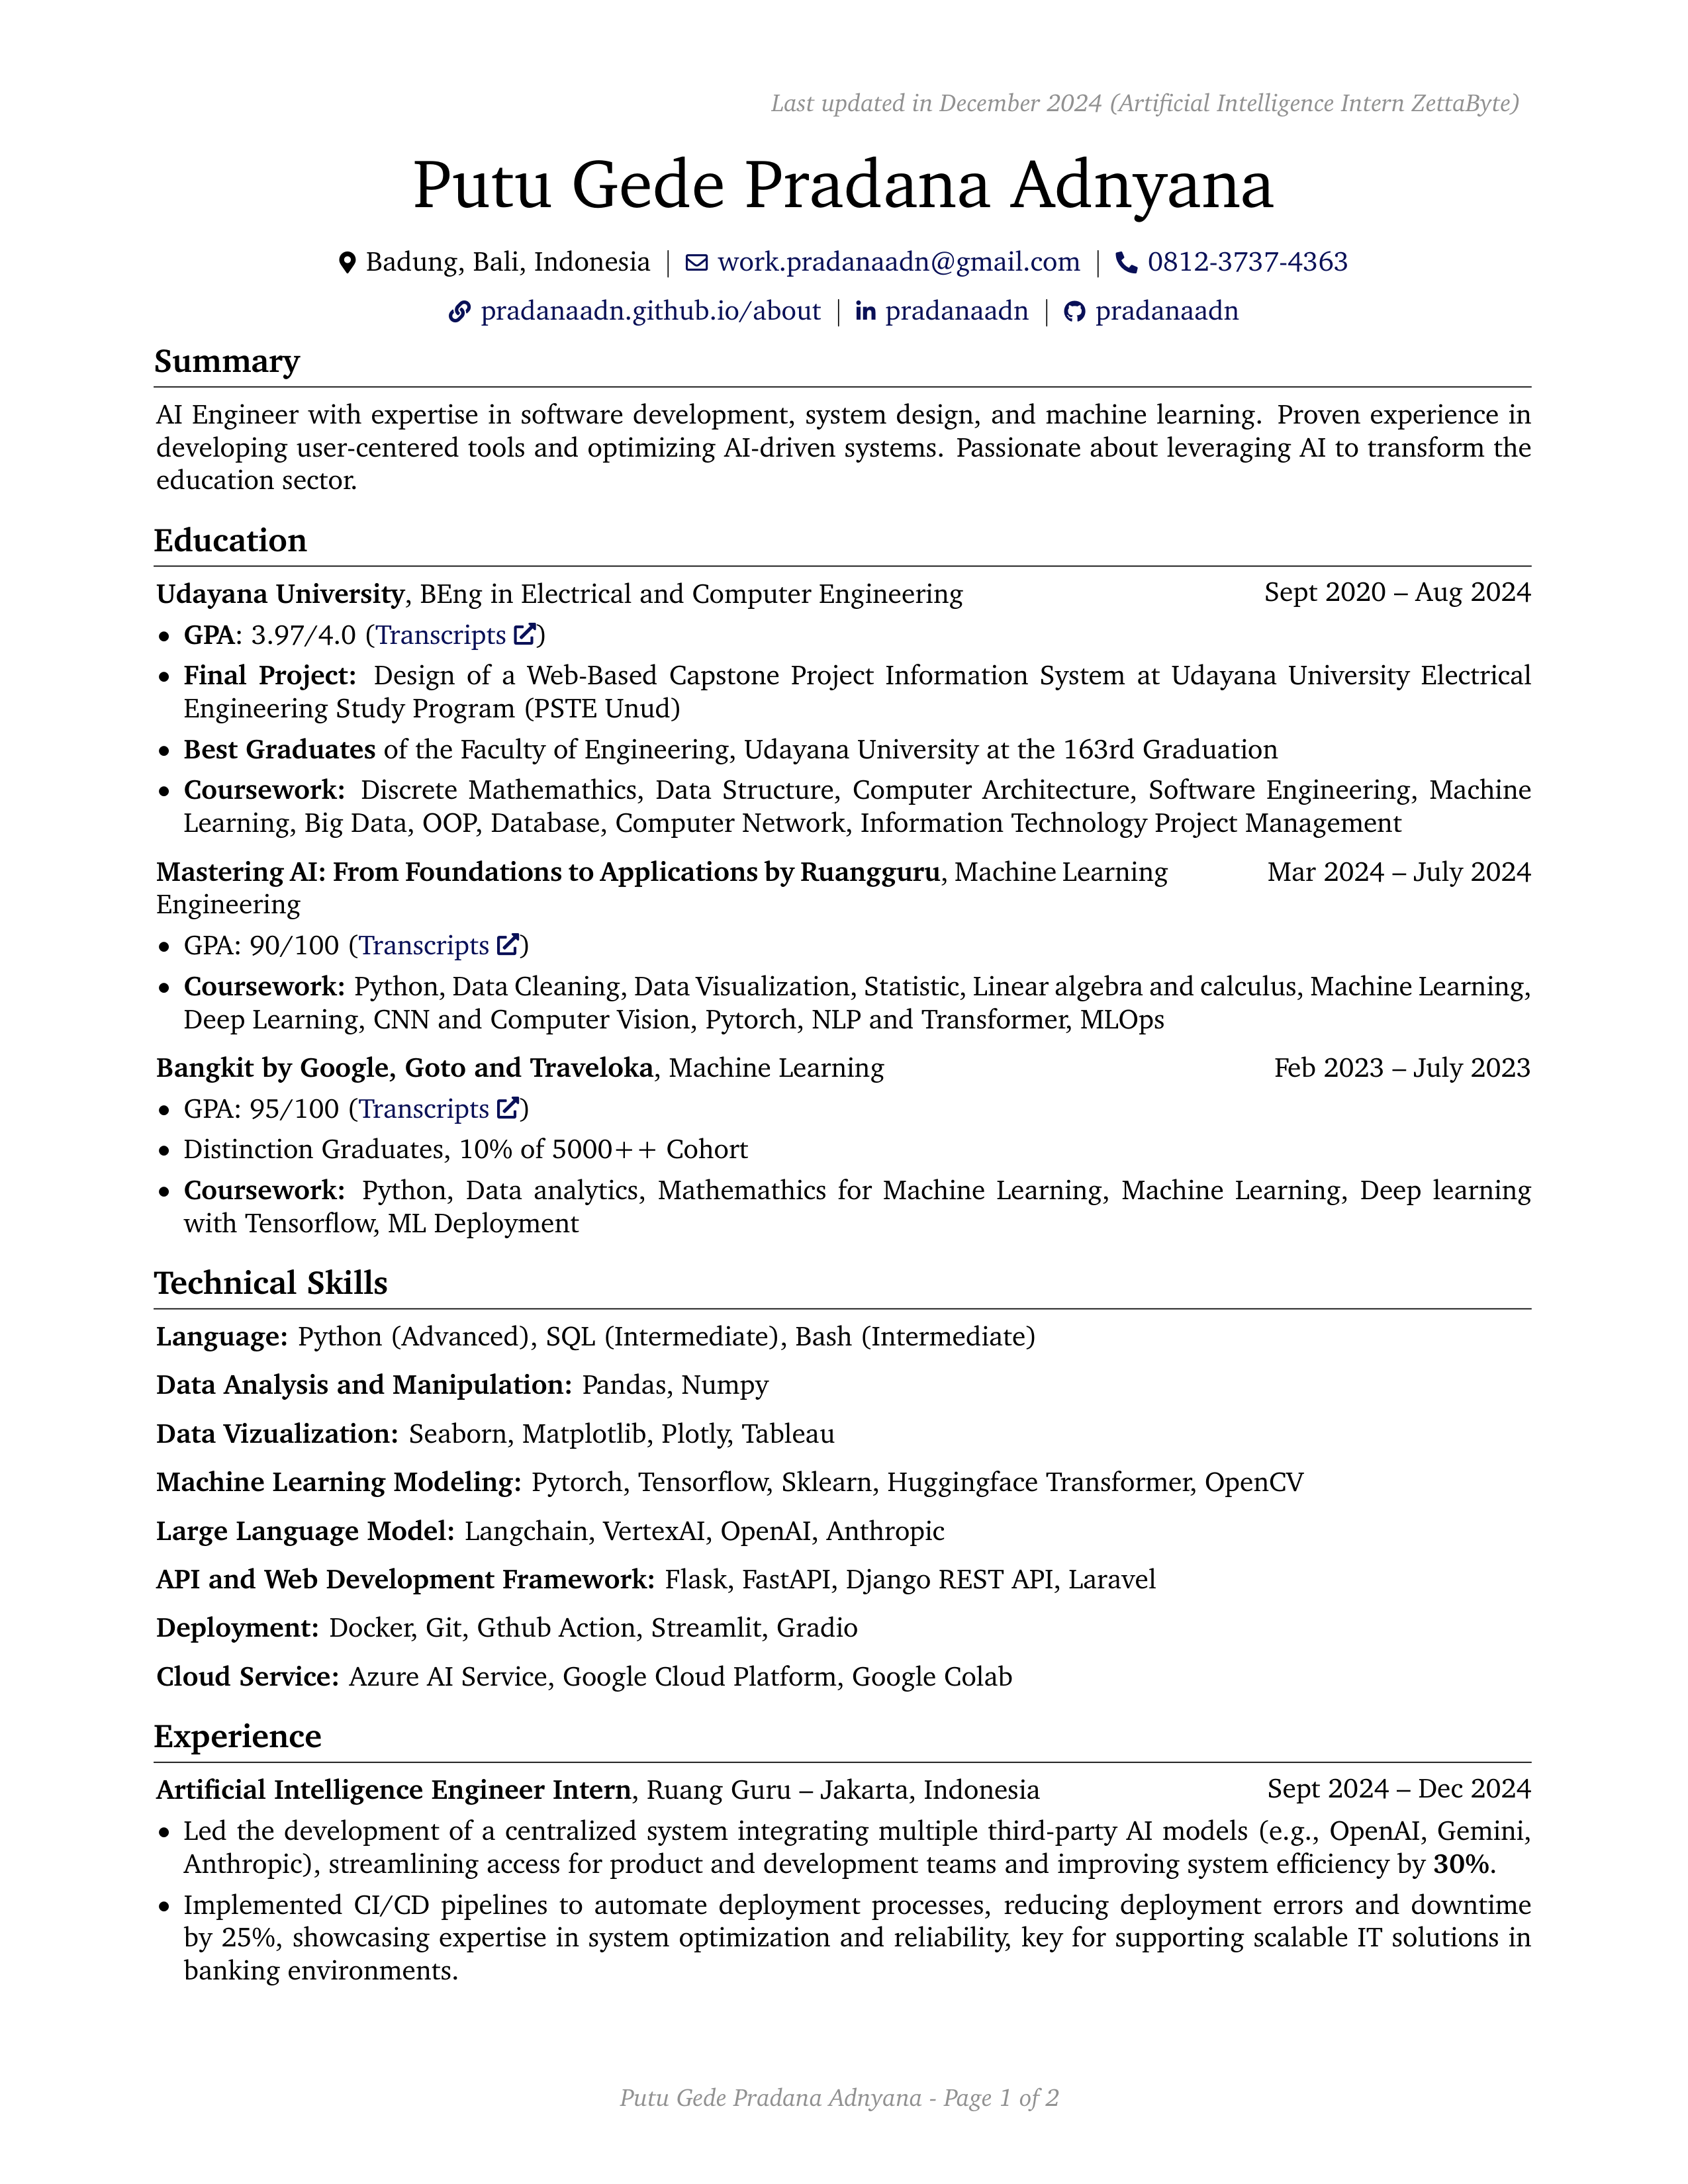 Last updated in December 2024 (Artificial Intelligence Intern ZettaByte)
Putu Gede Pradana Adnyana
Badung, Bali, Indonesia | work.pradanaadn@gmail.com | 0812-3737-4363
pradanaadn.github.io/about | pradanaadn | pradanaadn
Summary
AI Engineer with expertise in software development, system design, and machine learning. Proven experience in
developing user-centered tools and optimizing AI-driven systems. Passionate about leveraging AI to transform the
education sector.
Education
Udayana University, BEng in Electrical and Computer Engineering Sept 2020 – Aug 2024
• GPA: 3.97/4.0 (Transcripts)
• Final Project: Design of a Web-Based Capstone Project Information System at Udayana University Electrical
Engineering Study Program (PSTE Unud)
• Best Graduates of the Faculty of Engineering, Udayana University at the 163rd Graduation
• Coursework: Discrete Mathemathics, Data Structure, Computer Architecture, Software Engineering, Machine
Learning, Big Data, OOP, Database, Computer Network, Information Technology Project Management
Mastering AI: From Foundations to Applications by Ruangguru, Machine Learning Mar 2024 – July 2024
Engineering
• GPA: 90/100 (Transcripts)
• Coursework: Python, Data Cleaning, Data Visualization, Statistic, Linear algebra and calculus, Machine Learning,
Deep Learning, CNN and Computer Vision, Pytorch, NLP and Transformer, MLOps
Bangkit by Google, Goto and Traveloka, Machine Learning Feb 2023 – July 2023
• GPA: 95/100 (Transcripts)
• Distinction Graduates, 10% of 5000++ Cohort
• Coursework: Python, Data analytics, Mathemathics for Machine Learning, Machine Learning, Deep learning
with Tensorflow, ML Deployment
Technical Skills
Language: Python (Advanced), SQL (Intermediate), Bash (Intermediate)
Data Analysis and Manipulation: Pandas, Numpy
Data Vizualization: Seaborn, Matplotlib, Plotly, Tableau
Machine Learning Modeling: Pytorch, Tensorflow, Sklearn, Huggingface Transformer, OpenCV
Large Language Model: Langchain, VertexAI, OpenAI, Anthropic
API and Web Development Framework: Flask, FastAPI, Django REST API, Laravel
Deployment: Docker, Git, Gthub Action, Streamlit, Gradio
Cloud Service: Azure AI Service, Google Cloud Platform, Google Colab
Experience
Artificial Intelligence Engineer Intern, Ruang Guru – Jakarta, Indonesia Sept 2024 – Dec 2024
• Led the development of a centralized system integrating multiple third-party AI models (e.g., OpenAI, Gemini,
Anthropic), streamlining access for product and development teams and improving system efficiency by 30%.
• Implemented CI/CD pipelines to automate deployment processes, reducing deployment errors and downtime
by 25%, showcasing expertise in system optimization and reliability, key for supporting scalable IT solutions in
banking environments.
Putu Gede Pradana Adnyana - Page 1 of 2